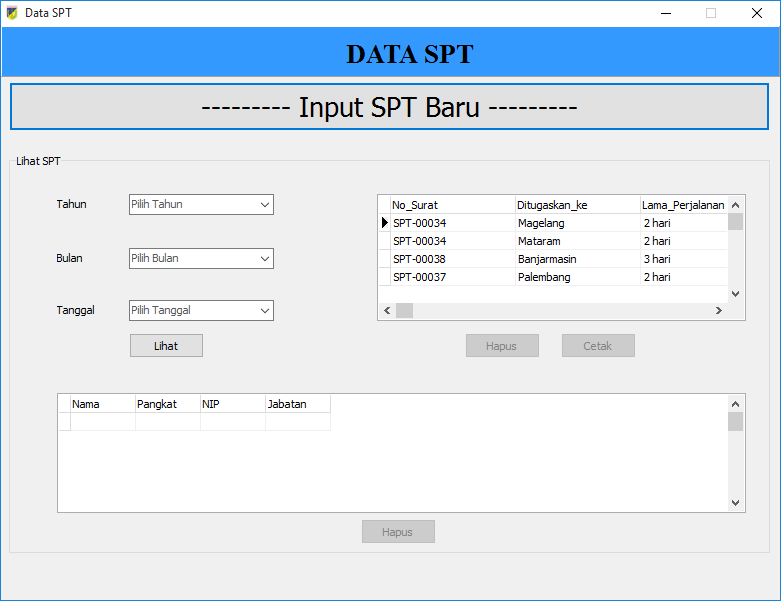 Data SPT
DATA SPT
--------- Input SPT Baru ---------
Lihat SPT
Tahun Pilih Tahun
Bulan Pilih Bulan
Tanggal Pilih Tanggal
Lihat
No_Surat Ditugaskan_ke Lama_Perjalanan
SPT-00034 Magelang 2 hari
SPT-00034 Mataram 2 hari
SPT-00038 Banjarmasin 3 hari
SPT-00037 Palembang 2 hari
Hapus Cetak
Nama Pangkat NIP Jabatan
Hapus